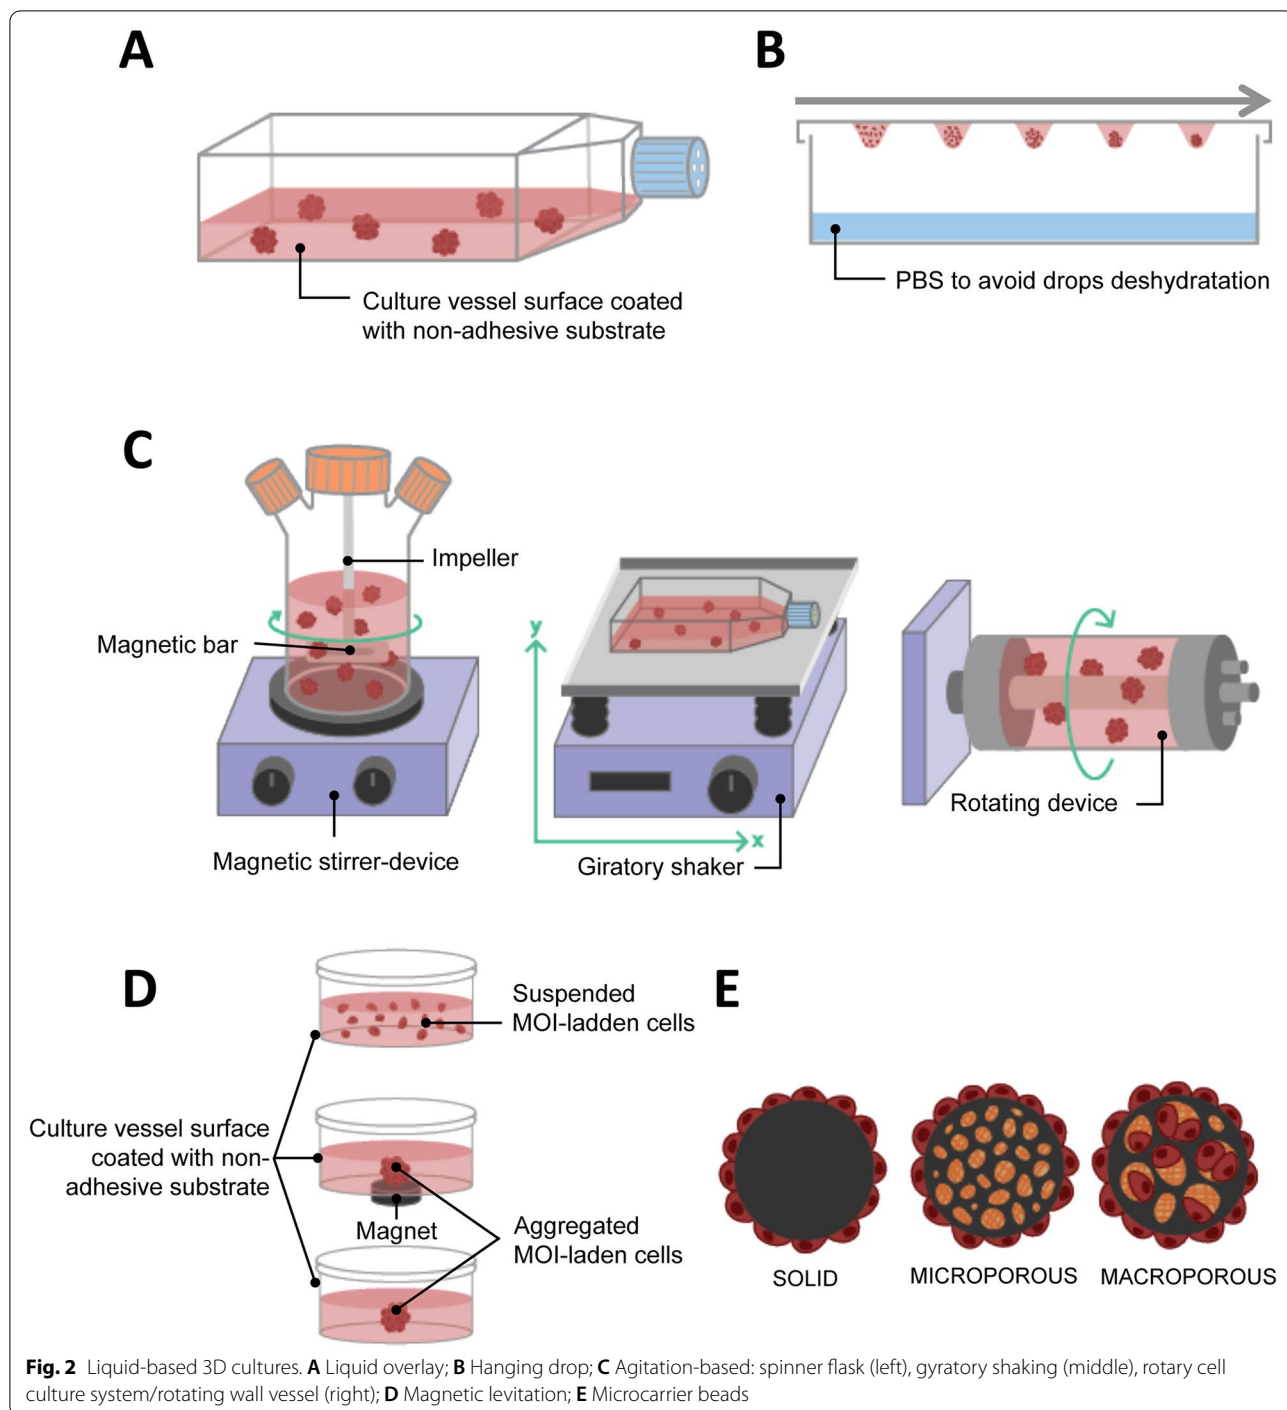 A
B
PBS to avoid drops deshydratation
Culture vessel surface coated
with non-adhesive substrate
C
Impeller
Magnetic bar
y
x
Rotating device
Magnetic stirrer-device
Giratory shaker
D
E
Suspended
MOI-ladden cells
Culture vessel surface
coated with non-
adhesive substrate
Magnet
Aggregated
MOI-laden cells
SOLID
MICROPOROUS
MACROPOROUS
Fig. 2 Liquid-based 3D cultures. A Liquid overlay; B Hanging drop; C Agitation-based: spinner flask (left), gyratory shaking (middle), rotary cell
culture system/rotating wall vessel (right); D Magnetic levitation; E Microcarrier beads